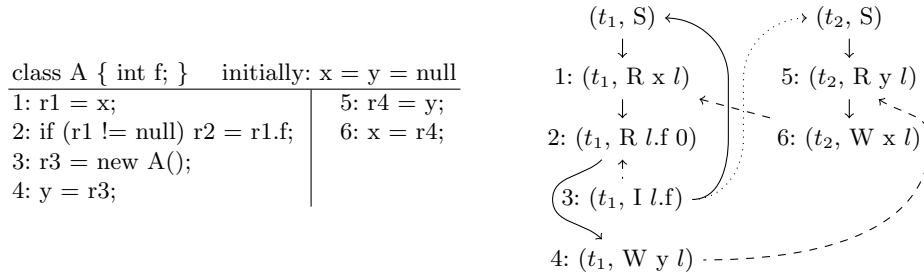 class A { int f; } initially: x = y = null
1: r1 = x;
2: if (r1 != null) r2 = r1.f;
3: r3 = new A();
4: y = r3;
5: r4 = y;
6: x = r4;
(t₁, S)
(t₂, S)
1: (t₁, R x l)
5: (t₂, R y l)
2: (t₁, R l.f 0)
6: (t₂, W x l)
3: (t₁, I l.f)
4: (t₁, W y l)